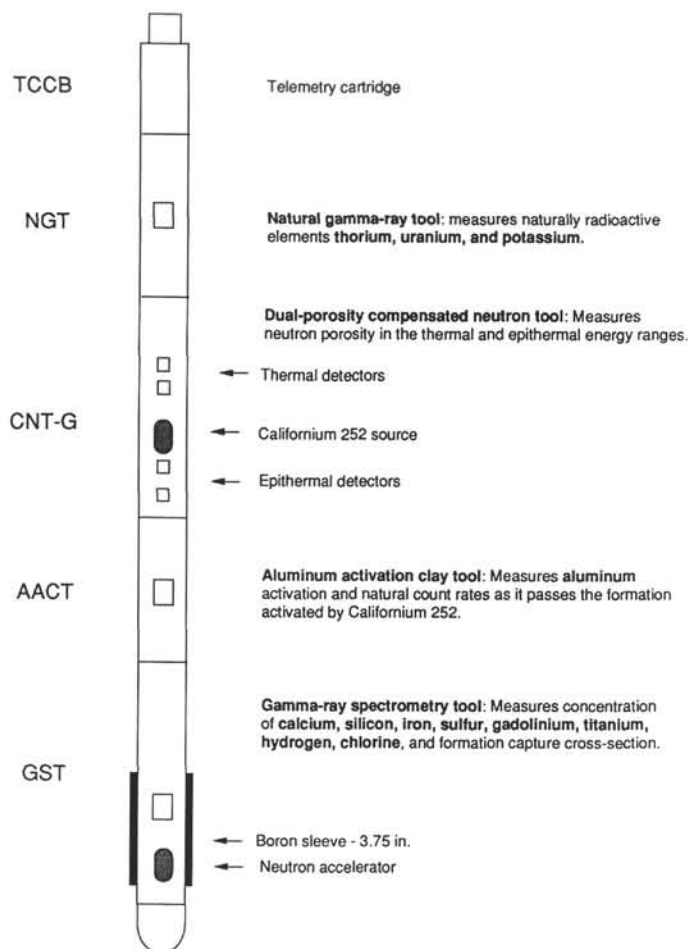 TCCB
Telemetry cartridge
NGT
Natural gamma-ray tool: measures naturally radioactive
elements thorium, uranium, and potassium.
Dual-porosity compensated neutron tool: Measures
neutron porosity in the thermal and epithermal energy ranges.
Thermal detectors
CNT-G
Californium 252 source
Epithermal detectors
AACT
Aluminum activation clay tool: Measures aluminum
activation and natural count rates as it passes the formation
activated by Californium 252.
Gamma-ray spectrometry tool: Measures concentration
of calcium, silicon, iron, sulfur, gadolinium, titanium,
hydrogen, chlorine, and formation capture cross-section.
GST
Boron sleeve - 3.75 in.
Neutron accelerator